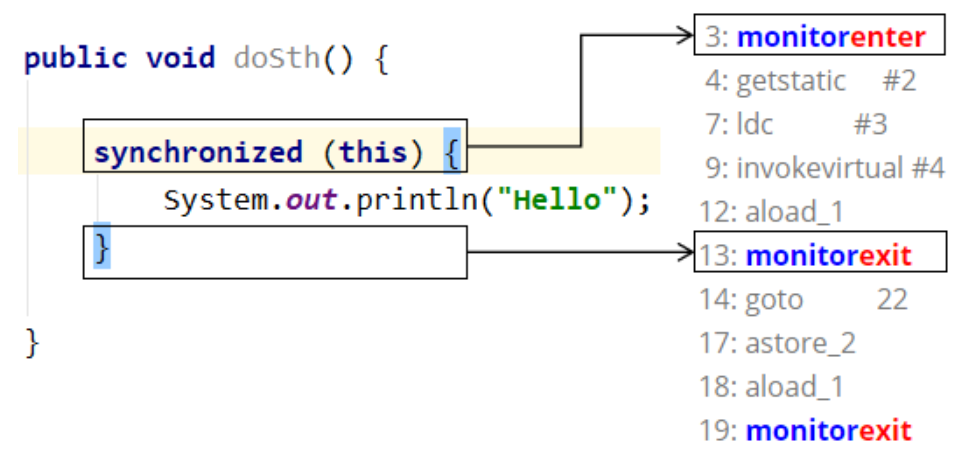 public void doSth() {
synchronized (this) {
System.out.println("Hello");
}
}
3: monitorenter
4: getstatic #2
7: ldc #3
9: invokevirtual #4
12: aload_1
13: monitorexit
14: goto 22
17: astore_2
18: aload_1
19: monitorexit